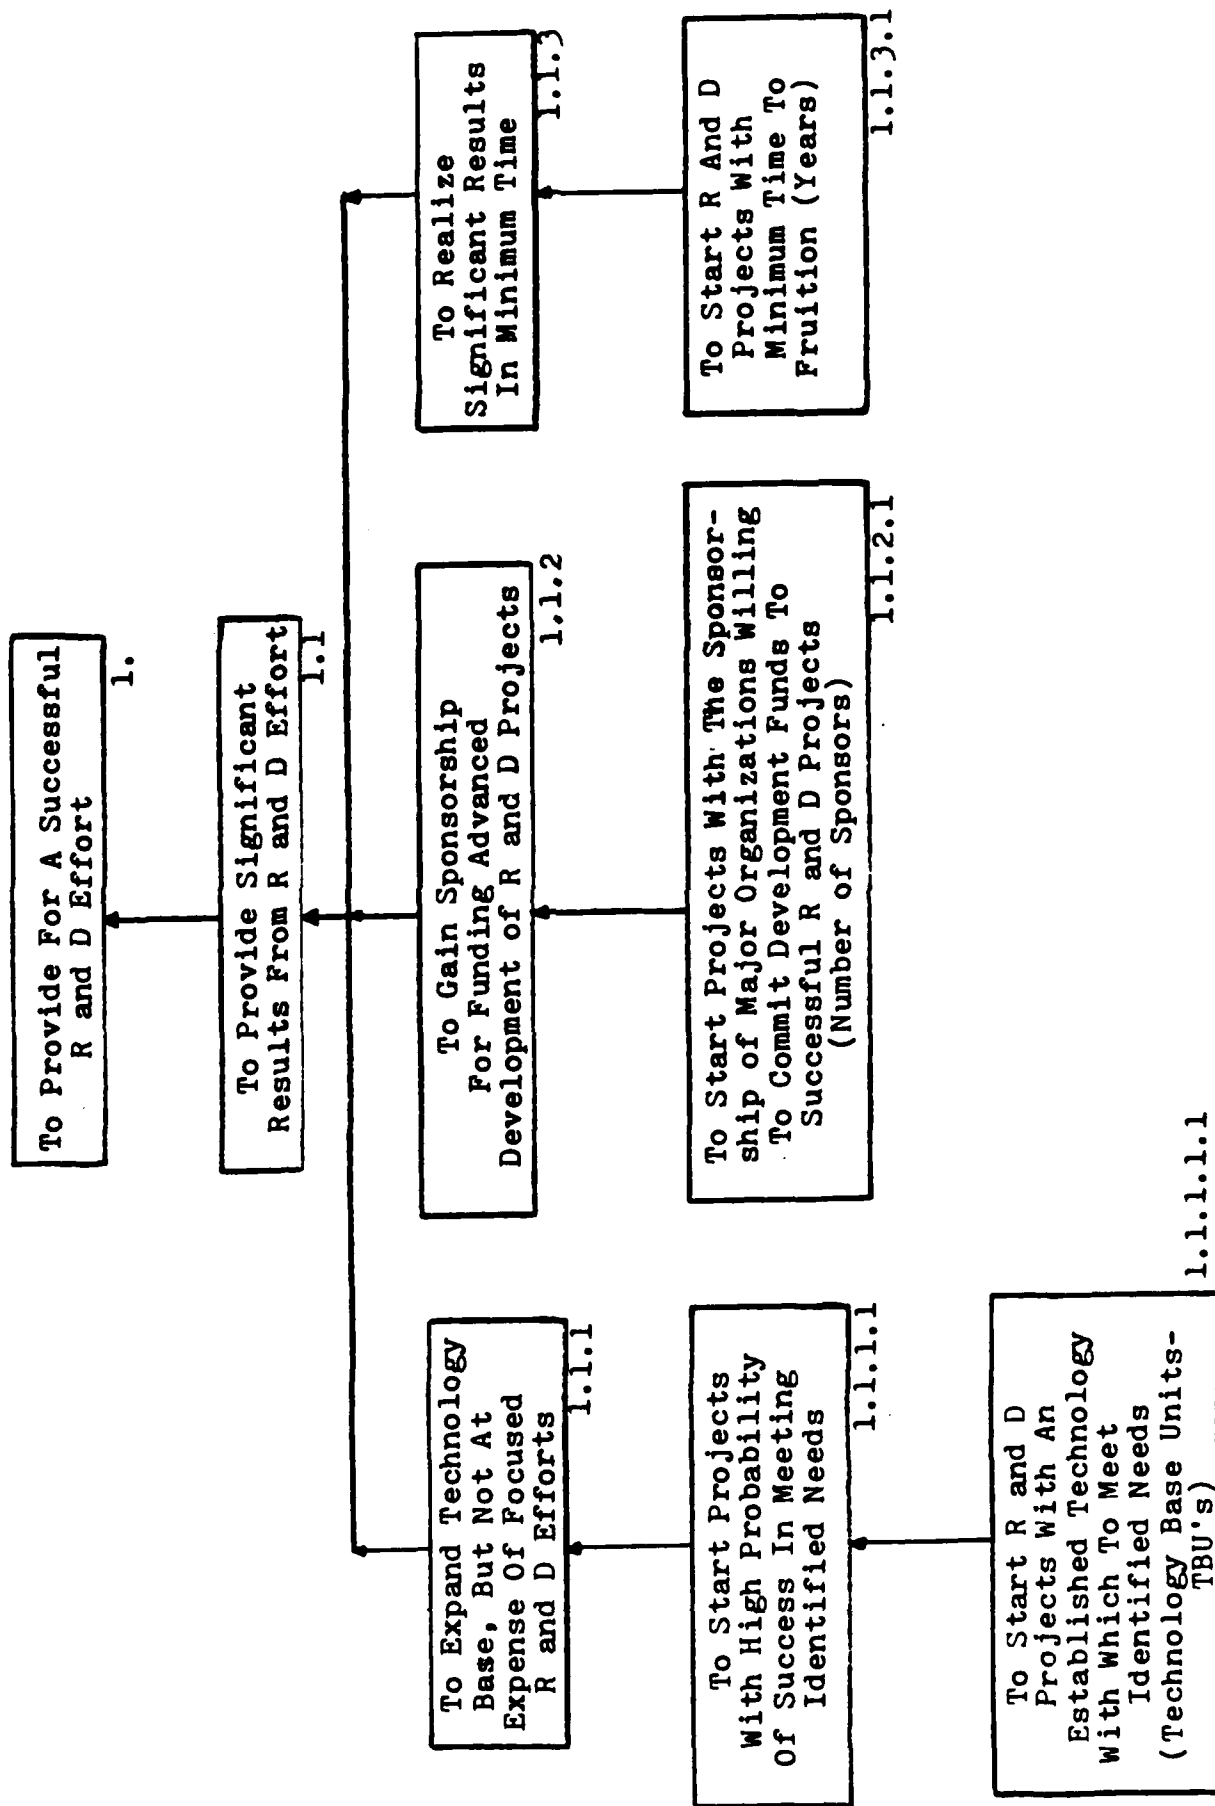 To Provide For A Successful
R and D Effort
1.
To Provide Significant
Results From R and D Effort
1.1
To Expand Technology
Base, But Not At
Expense Of Focused
R and D Efforts
1.1.1
To Gain Sponsorship
For Funding Advanced
Development of R and D Projects
1.1.2
To Realize
Significant Results
In Minimum Time
1.1.3
To Start Projects
With High Probability
Of Success In Meeting
Identified Needs
1.1.1.1
To Start Projects With The Sponsor-
ship of Major Organizations Willing
To Commit Development Funds To
Successful R and D Projects
(Number of Sponsors)
1.1.2.1
To Start R And D
Projects With
Minimum Time To
Fruition (Years)
1.1.3.1
To Start R and D
Projects With An
Established Technology
With Which To Meet
Identified Needs
(Technology Base Units-
TBU's)
1.1.1.1.1